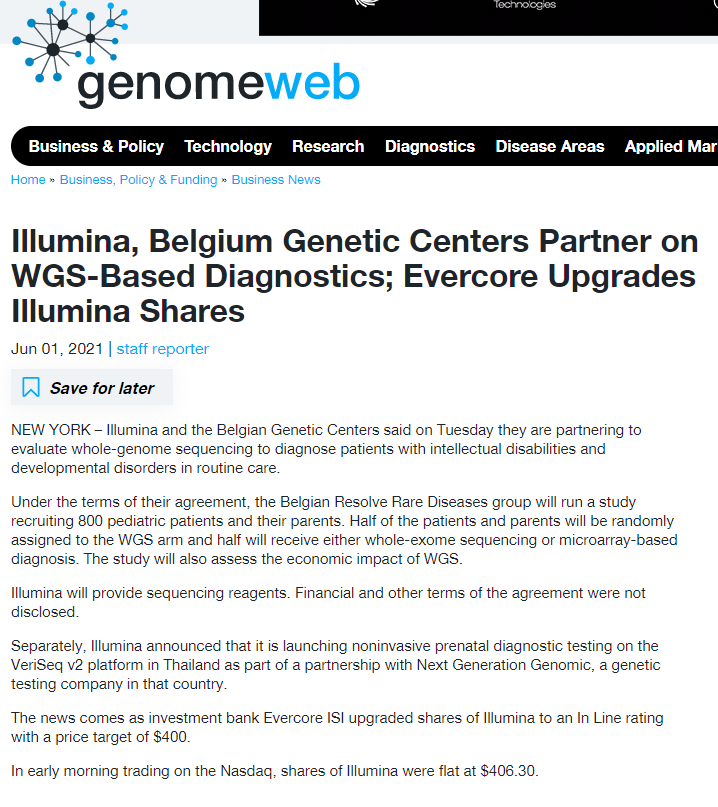 Technologies
genomeweb
Business & Policy Technology Research Diagnostics Disease Areas Applied Mar
Home » Business, Policy & Funding » Business News
Illumina, Belgium Genetic Centers Partner on
WGS-Based Diagnostics; Evercore Upgrades
Illumina Shares
Jun 01, 2021 | staff reporter
Save for later
NEW YORK – Illumina and the Belgian Genetic Centers said on Tuesday they are partnering to
evaluate whole-genome sequencing to diagnose patients with intellectual disabilities and
developmental disorders in routine care.
Under the terms of their agreement, the Belgian Resolve Rare Diseases group will run a study
recruiting 800 pediatric patients and their parents. Half of the patients and parents will be randomly
assigned to the WGS arm and half will receive either whole-exome sequencing or microarray-based
diagnosis. The study will also assess the economic impact of WGS.
Illumina will provide sequencing reagents. Financial and other terms of the agreement were not
disclosed.
Separately, Illumina announced that it is launching noninvasive prenatal diagnostic testing on the
VeriSeq v2 platform in Thailand as part of a partnership with Next Generation Genomic, a genetic
testing company in that country.
The news comes as investment bank Evercore ISI upgraded shares of Illumina to an In Line rating
with a price target of $400.
In early morning trading on the Nasdaq, shares of Illumina were flat at $406.30.